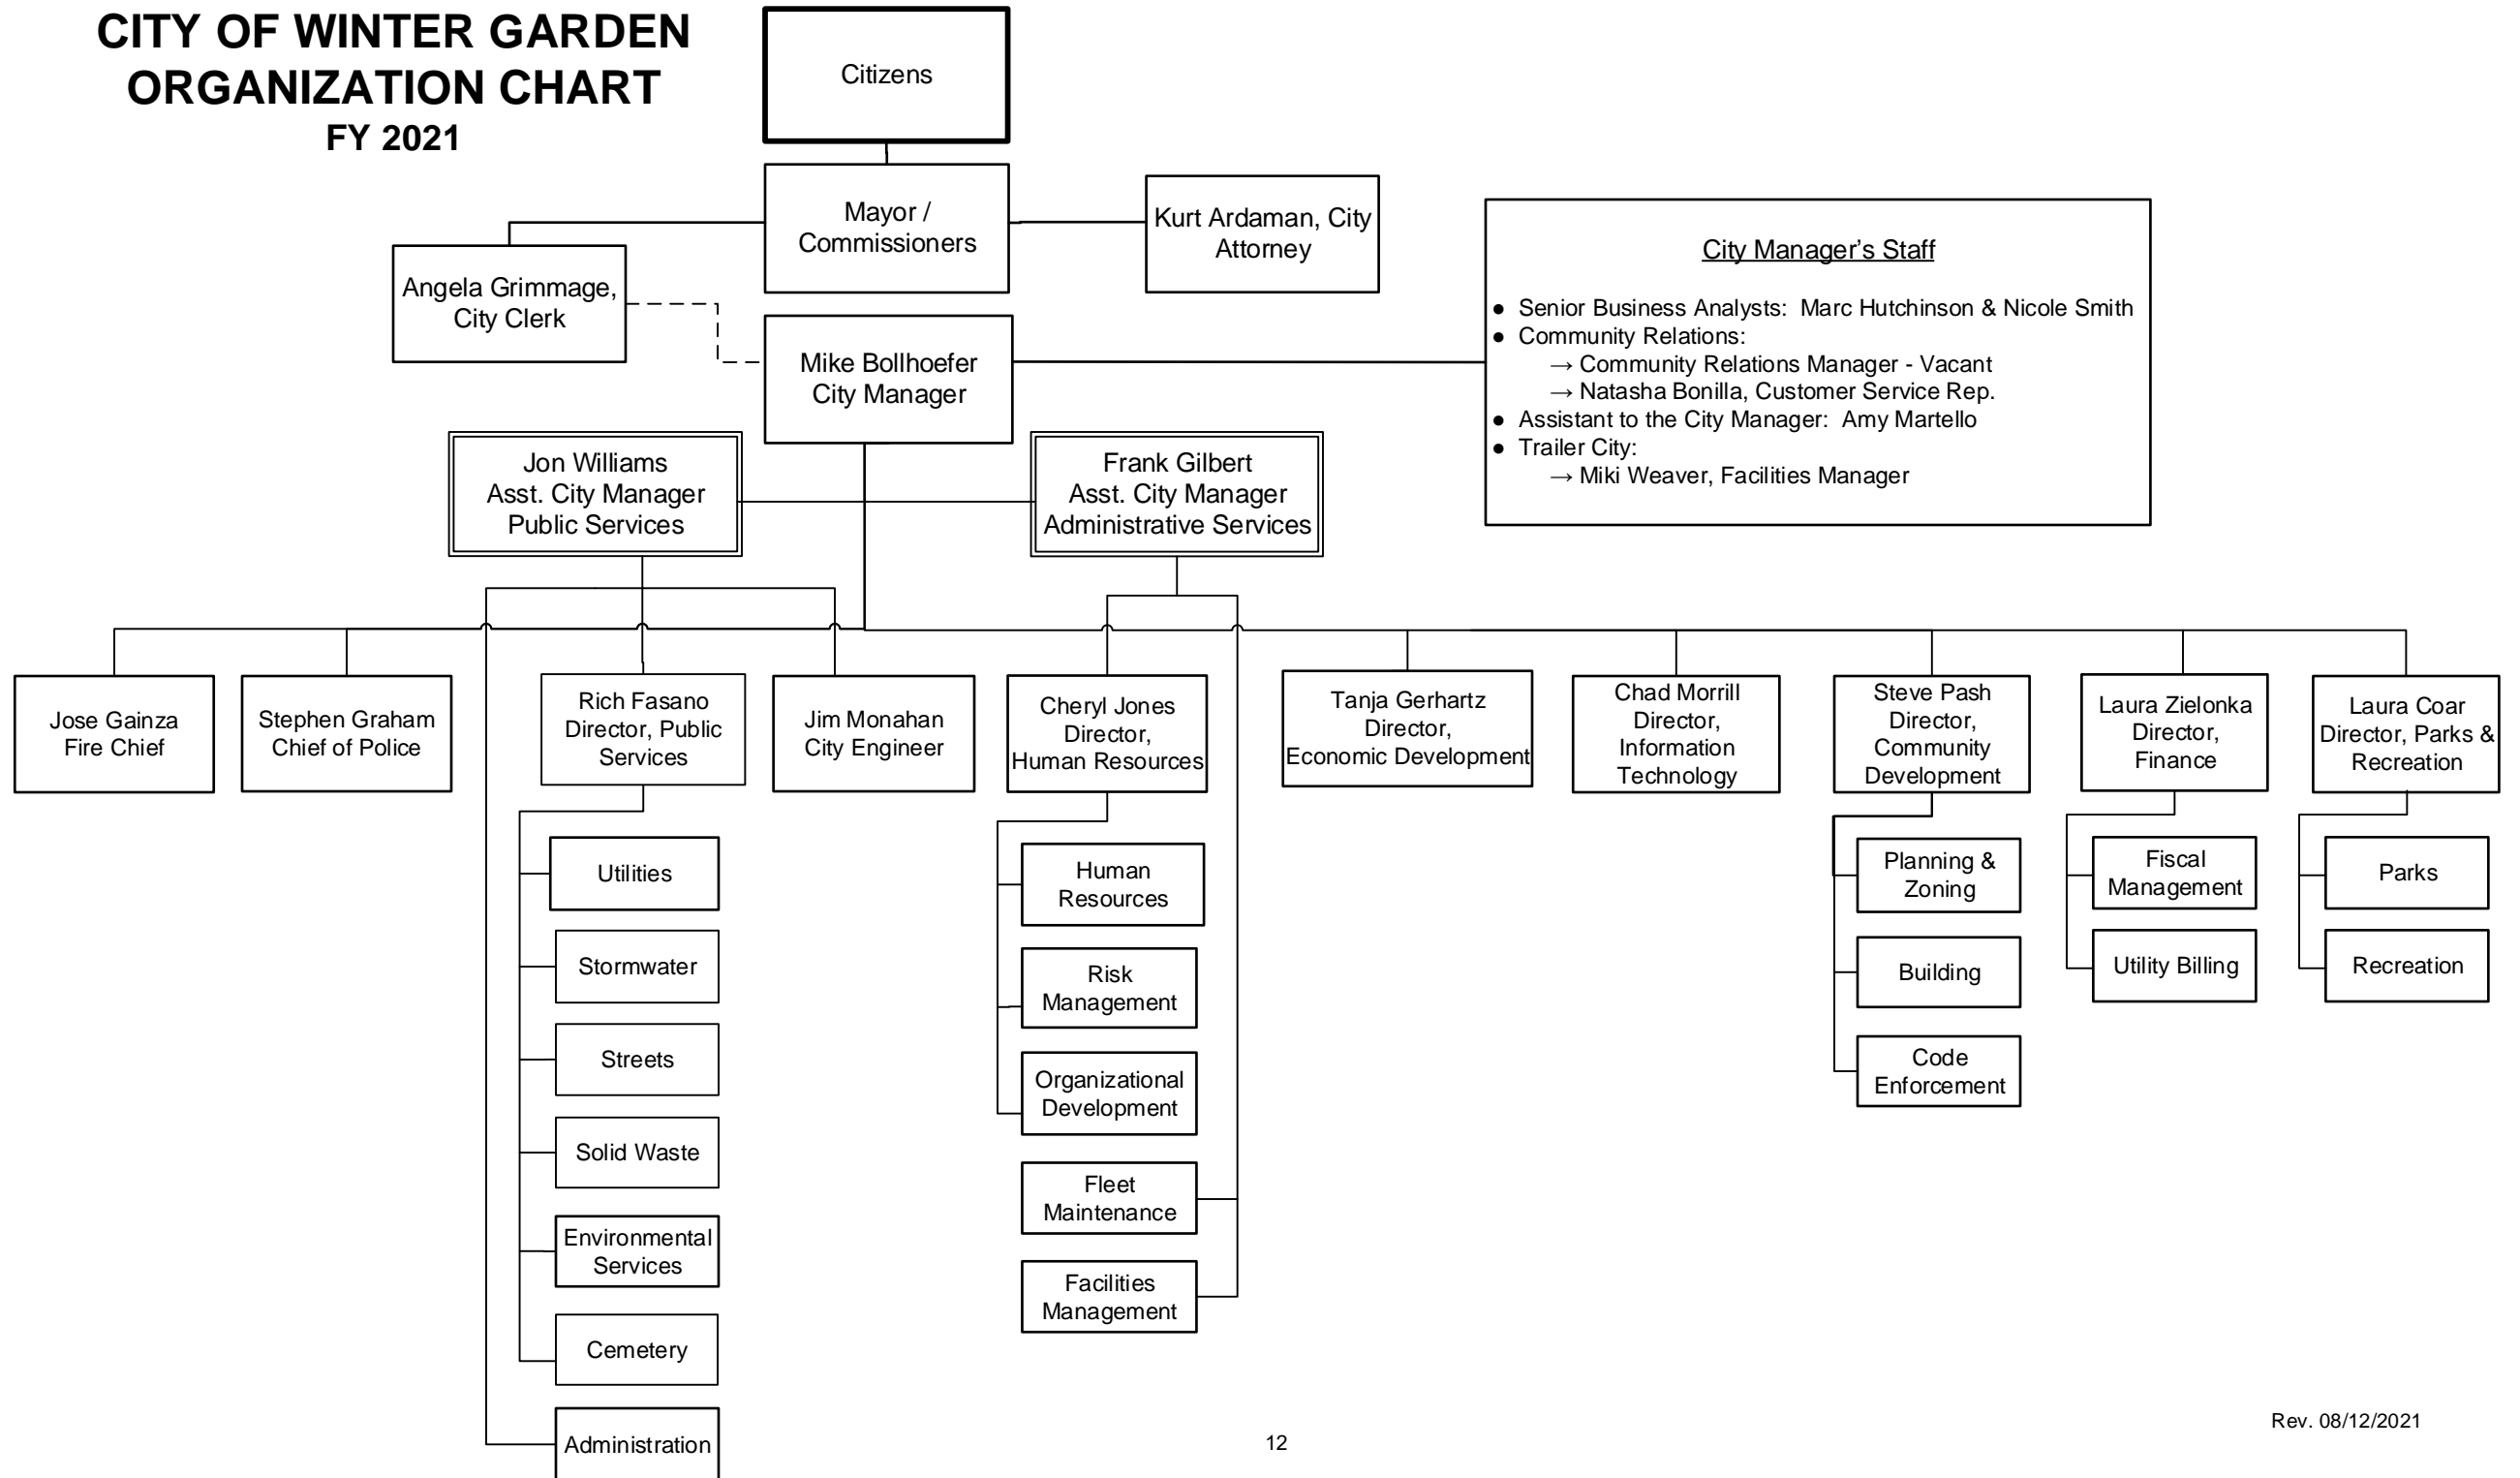 CITY OF WINTER GARDEN
ORGANIZATION CHART
FY 2021
Citizens
Mayor /
Commissioners
Kurt Ardaman, City
Attorney
Angela Grimmage,
City Clerk
Mike Bollhoefer
City Manager
City Manager’s Staff
● Senior Business Analysts:  Marc Hutchinson & Nicole Smith
● Community Relations:
→ Community Relations Manager - Vacant
→ Natasha Bonilla, Customer Service Rep.
● Assistant to the City Manager:  Amy Martello
● Trailer City:
→ Miki Weaver, Facilities Manager
Jon Williams
Asst. City Manager
Public Services
Frank Gilbert
Asst. City Manager
Administrative Services
Jose Gainza
Fire Chief
Stephen Graham
Chief of Police
Rich Fasano
Director, Public
Services
Jim Monahan
City Engineer
Cheryl Jones
Director,
Human Resources
Tanja Gerhartz
Director,
Economic Development
Chad Morrill
Director,
Information
Technology
Steve Pash
Director,
Community
Development
Laura Zielonka
Director,
Finance
Laura Coar
Director, Parks &
Recreation
Utilities
Stormwater
Streets
Solid Waste
Environmental
Services
Cemetery
Administration
Human
Resources
Risk
Management
Organizational
Development
Fleet
Maintenance
Facilities
Management
Planning &
Zoning
Building
Code
Enforcement
Fiscal
Management
Utility Billing
Parks
Recreation
12
Rev. 08/12/2021